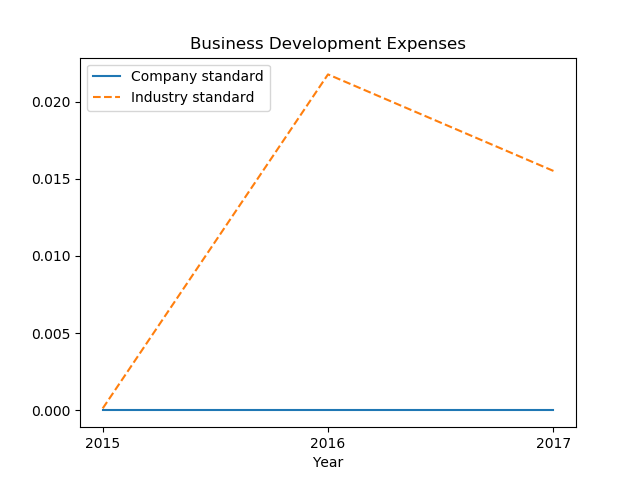 Business Development Expenses
Company standard
Industry standard
0.020
0.015
0.010
0.005
0.000
2015 2016 2017
Year